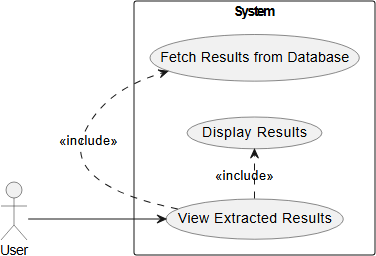 System
Fetch Results from Database
«include»
Display Results
«include»
View Extracted Results
User